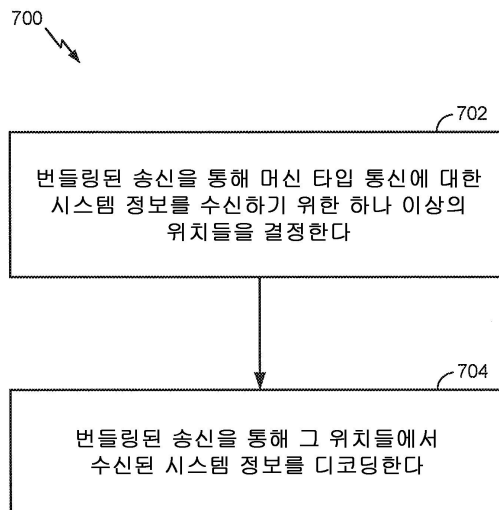 700
702
번들링된 송신을 통해 머신 타입 통신에 대한
시스템 정보를 수신하기 위한 하나 이상의
위치들을 결정한다
704
번들링된 송신을 통해 그 위치들에서
수신된 시스템 정보를 디코딩한다